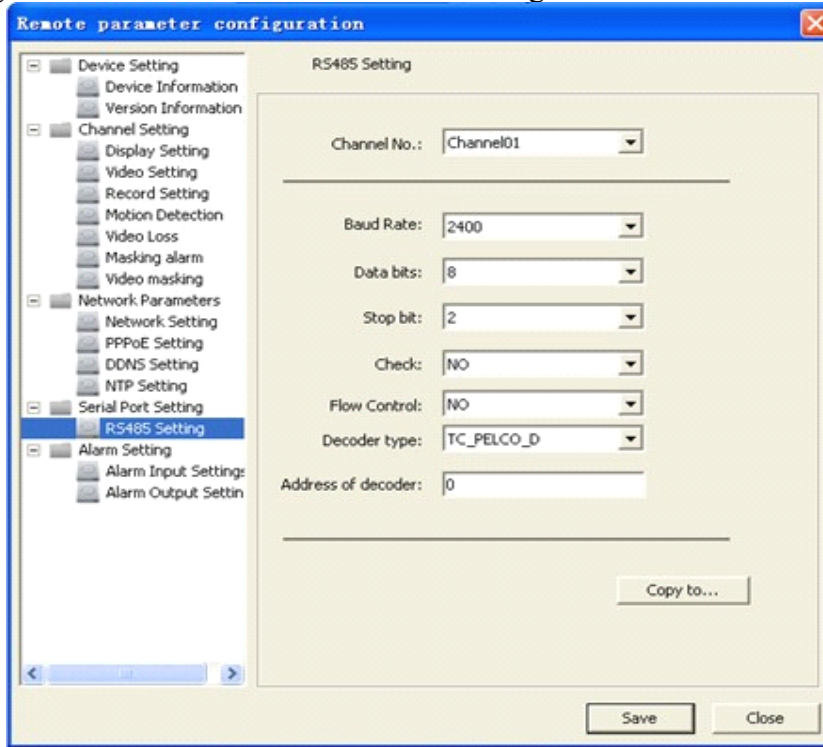 Remote parameter configuration
Device Setting
Device Information
Version Information
Channel Setting
Display Setting
Video Setting
Record Setting
Motion Detection
Video Loss
Masking alarm
Video masking
Network Parameters
Network Setting
PPPoE Setting
DDNS Setting
NTP Setting
Serial Port Setting
RS485 Setting
Alarm Setting
Alarm Input Settings
Alarm Output Settin
RS485 Setting
Channel No.: Channel01
Baud Rate: 2400
Data bits: 8
Stop bit: 2
Check: NO
Flow Control: NO
Decoder type: TC_PELCO_D
Address of decoder: 0
Copy to...
Save Close